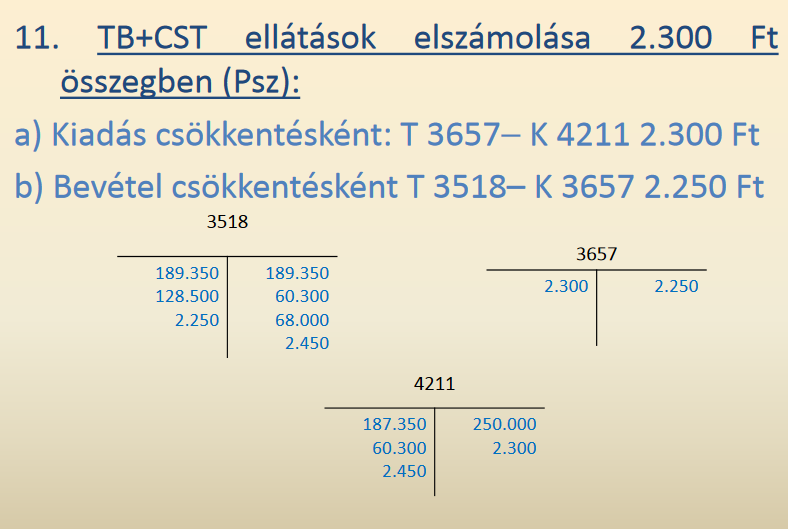 11. TB+CST ellátások elszámolása 2.300 Ft
összegben (Psz):
a) Kiadás csökkentésként: T 3657– K 4211 2.300 Ft
b) Bevétel csökkentésként T 3518– K 3657 2.250 Ft
3518
189.350 189.350
128.500 60.300
2.250 68.000
2.450
3657
2.300 2.250
4211
187.350 250.000
60.300 2.300
2.450